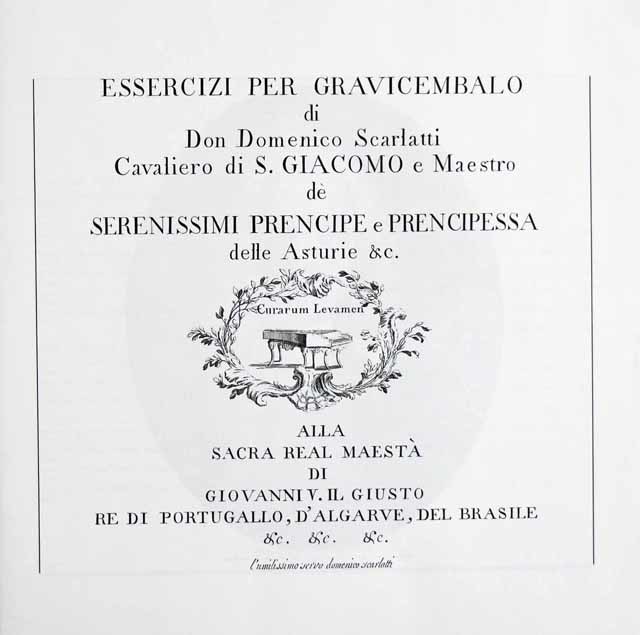 ESSERCIZI PER GRAVICEMBALO
di
Don Domenico Scarlatti
Cavaliero di S. GIACOMO e Maestro
dè
SERENISSIMI PRENCIPE e PRENCIPESSA
delle Asturie &c.
Curarum Levamen
ALLA
SACRA REAL MAESTÀ
DI
GIOVANNI V. IL GIUSTO
RE DI PORTUGALLO, D'ALGARVE, DEL BRASILE
&c. &c. &c.
l'umilissimo servo domenico scarlatti